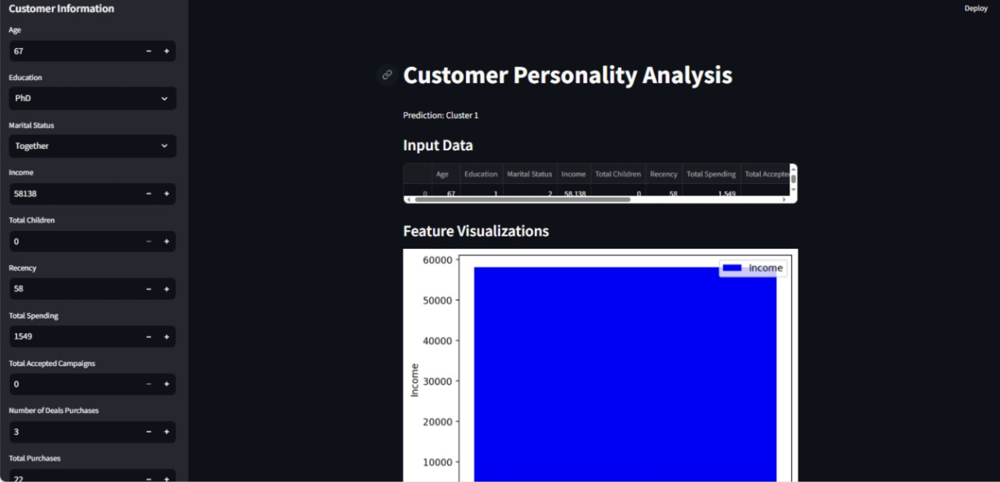 Customer Information
Age
67
Education
PhD
Marital Status
Together
Income
58138
Total Children
0
Recency
58
Total Spending
1549
Total Accepted Campaigns
0
Number of Deals Purchases
3
Total Purchases
22
Deploy
Customer Personality Analysis
Prediction: Cluster 1
Input Data
Age Education Marital Status Income Total Children Recency Total Spending Total Accepted
0 67 1 2 58,138 0 58 1,549
Feature Visualizations
60000
50000
40000
30000
20000
10000
Income
Income